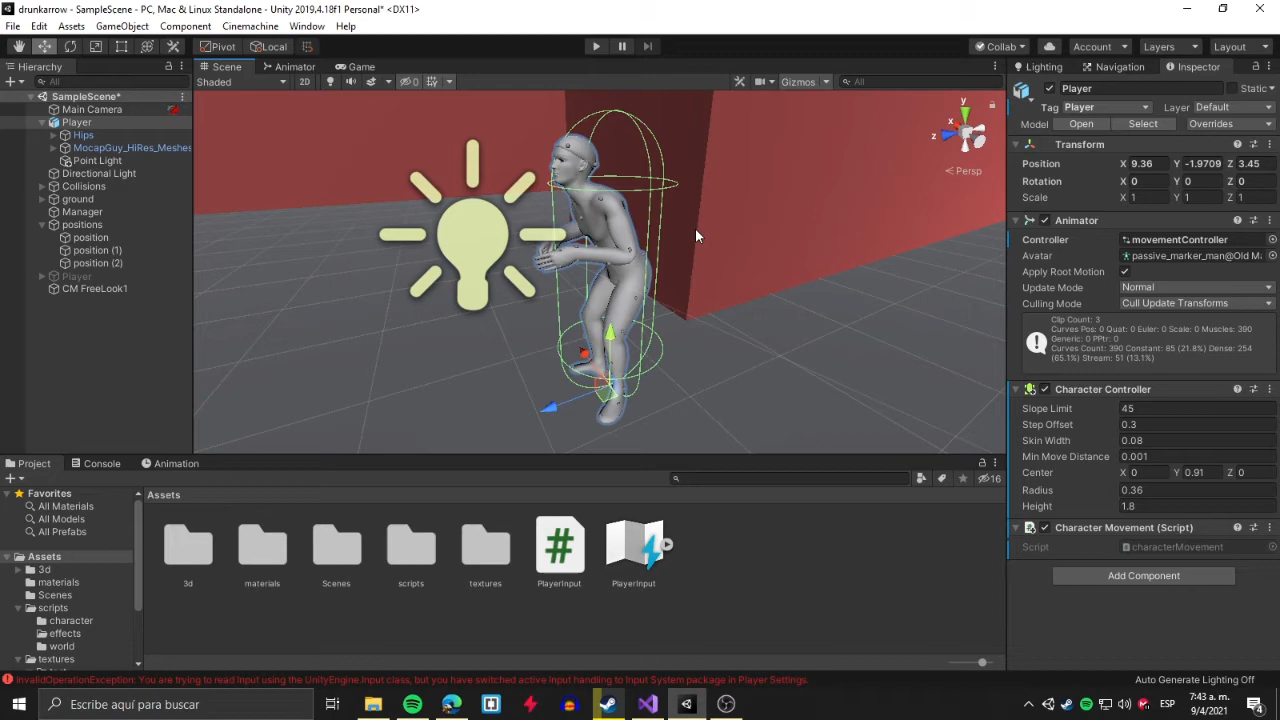 drunkarrow - SampleScene - PC, Mac & Linux Standalone - Unity 2019.4.18f1 Personal* <DX11>
File Edit Assets GameObject Component Cinemachine Window Help
Pivot Local Collab Account Layers Layout
Hierarchy Scene Animator Game Lighting Navigation Inspector
All
Shaded 2D 0 Gizmos All
SampleScene*
Main Camera
Player
Hips
MocapGuy_HiRes_Meshes
Point Light
Directional Light
Collisions
ground
Manager
positions
position
position (1)
position (2)
Player
CM FreeLook1
y
x
z
Persp
Player Static
Tag Player Layer Default
Model Open Select Overrides
Transform
Position X 9.36 Y -1.9709 Z 3.45
Rotation X 0 Y 0 Z 0
Scale X 1 Y 1 Z 1
Animator
Controller movementController
Avatar passive_marker_man@Old Ma
Apply Root Motion
Update Mode Normal
Culling Mode Cull Update Transforms
Clip Count: 3
Curves Pos: 0 Quat: 0 Euler: 0 Scale: 0 Muscles: 390
Generic: 0 PPtr: 0
Curves Count: 390 Constant: 85 (21.8%) Dense: 254
(65.1%) Stream: 51 (13.1%)
Character Controller
Slope Limit 45
Step Offset 0.3
Skin Width 0.08
Min Move Distance 0.001
Center X 0 Y 0.91 Z 0
Radius 0.36
Height 1.8
Character Movement (Script)
Script characterMovement
Add Component
Project Console Animation
16
Favorites
All Materials
All Models
All Prefabs
Assets
3d
materials
Scenes
scripts
character
effects
world
textures
Assets
3d materials Scenes scripts textures PlayerInput PlayerInput
InvalidOperationException: You are trying to read Input using the UnityEngine.Input class, but you have switched active Input handling to Input System package in Player Settings.
Auto Generate Lighting Off
Escribe aquí para buscar
ESP
7:43 a. m.
9/4/2021